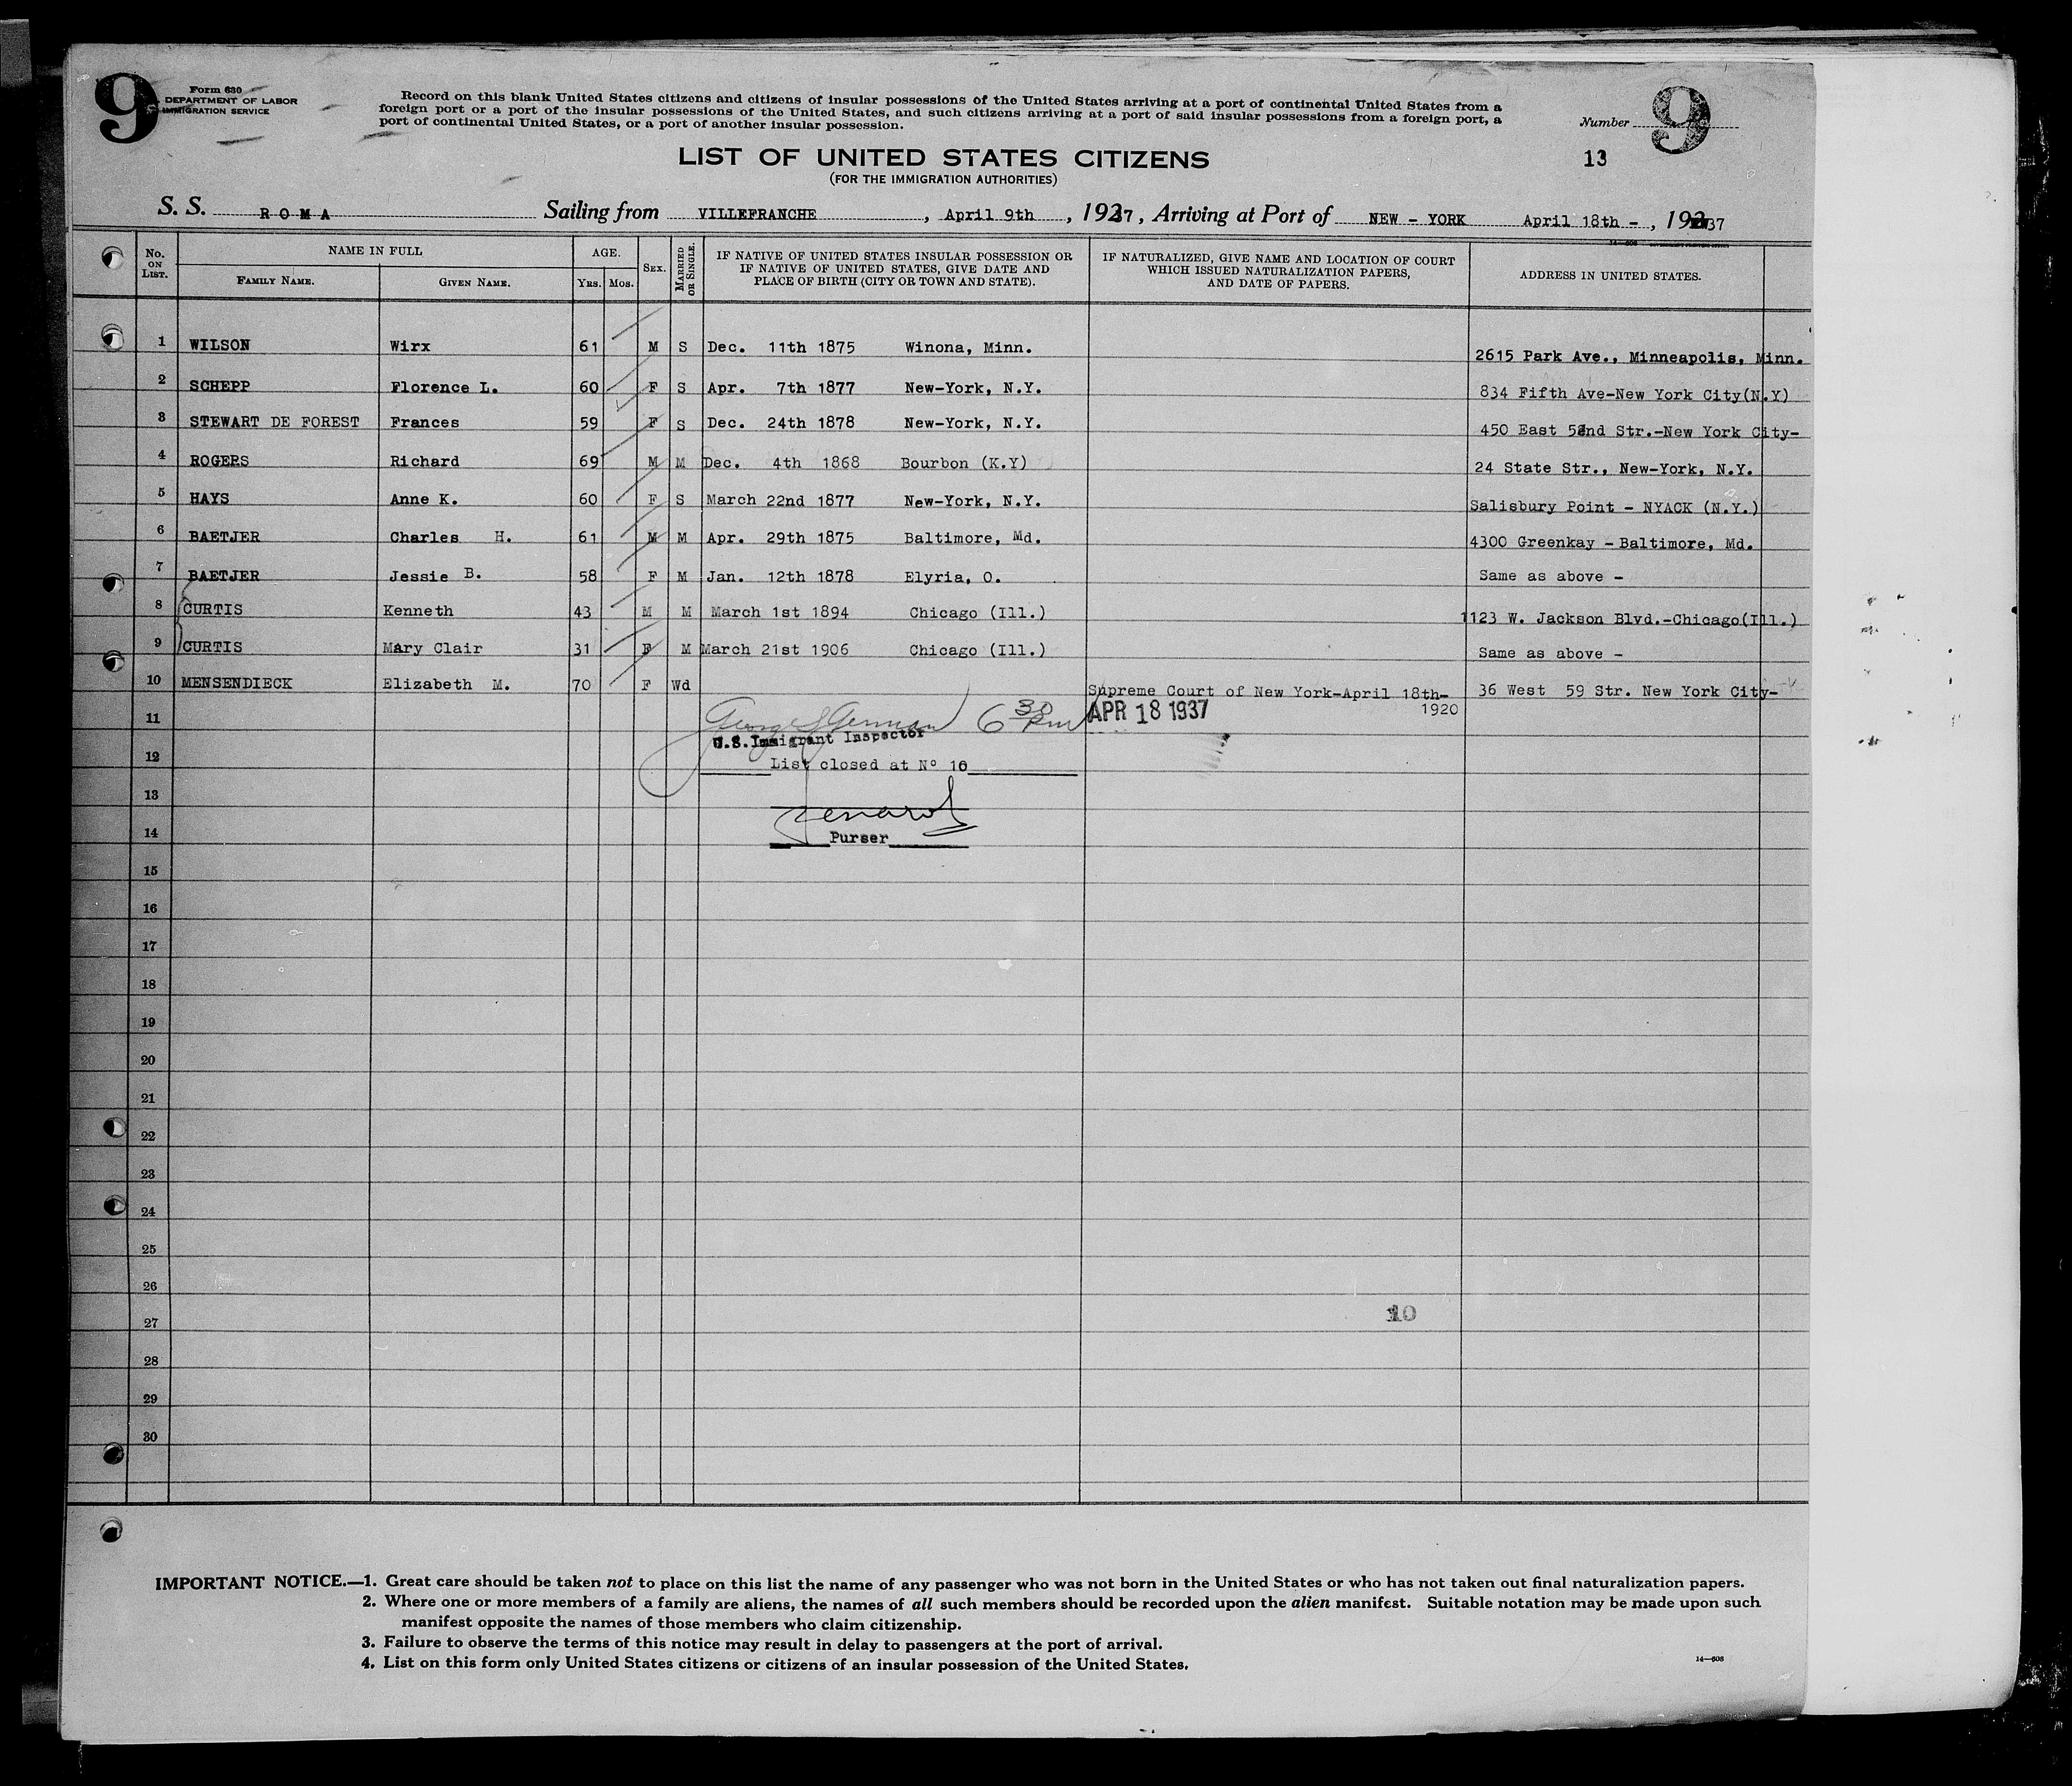 9
Form 630
DEPARTMENT OF LABOR
IMMIGRATION SERVICE
Record on this blank United States citizens and citizens of insular possessions of the United States arriving at a port of continental United States from a
foreign port or a port of the insular possessions of the United States, and such citizens arriving at a port of said insular possessions from a foreign port, a
port of continental United States, or a port of another insular possession.
Number 9
13
LIST OF UNITED STATES CITIZENS
(FOR THE IMMIGRATION AUTHORITIES)
S. S. ROMA Sailing from VILLEFRANCHE, April 9th, 1937, Arriving at Port of NEW - YORK April 18th -, 1937
No. ON LIST. NAME IN FULL AGE. SEX. MARRIED OR SINGLE. IF NATIVE OF UNITED STATES INSULAR POSSESSION OR IF NATIVE OF UNITED STATES, GIVE DATE AND PLACE OF BIRTH (CITY OR TOWN AND STATE). IF NATURALIZED, GIVE NAME AND LOCATION OF COURT WHICH ISSUED NATURALIZATION PAPERS, AND DATE OF PAPERS. ADDRESS IN UNITED STATES.
FAMILY NAME. GIVEN NAME. YRS. MOS.
1 WILSON Wirx 61 M S Dec. 11th 1875 Winona, Minn. 2615 Park Ave., Minneapolis, Minn.
2 SCHEPP Florence L. 60 F S Apr. 7th 1877 New-York, N.Y. 834 Fifth Ave-New York City(N.Y)
3 STEWART DE FOREST Frances 59 F S Dec. 24th 1878 New-York, N.Y. 450 East 52nd Str.-New York City-
4 ROGERS Richard 69 M M Dec. 4th 1868 Bourbon (K.Y) 24 State Str., New-York, N.Y.
5 HAYS Anne K. 60 F S March 22nd 1877 New-York, N.Y. Salisbury Point - NYACK (N.Y.)
6 BAETJER Charles H. 61 M M Apr. 29th 1875 Baltimore, Md. 4300 Greenkay - Baltimore, Md.
7 BAETJER Jessie B. 58 F M Jan. 12th 1878 Elyria, O. Same as above -
8 CURTIS Kenneth 43 M M March 1st 1894 Chicago (Ill.) 1123 W. Jackson Blvd.-Chicago(Ill.)
9 CURTIS Mary Clair 31 F M March 21st 1906 Chicago (Ill.) Same as above -
10 MENSENDIECK Elizabeth M. 70 F Wd Supreme Court of New York-April 18th- 36 West 59 Str. New York City-
1920
11 George S German 6 30 pm APR 18 1937
U.S. Immigrant Inspector
12 List closed at Nº 10
13
14 Purser
15
16
17
18
19
20
21
22
23
24
25
26
10
27
28
29
30
IMPORTANT NOTICE.—1. Great care should be taken not to place on this list the name of any passenger who was not born in the United States or who has not taken out final naturalization papers.
2. Where one or more members of a family are aliens, the names of all such members should be recorded upon the alien manifest. Suitable notation may be made upon such
manifest opposite the names of those members who claim citizenship.
3. Failure to observe the terms of this notice may result in delay to passengers at the port of arrival.
4. List on this form only United States citizens or citizens of an insular possession of the United States.
14—608